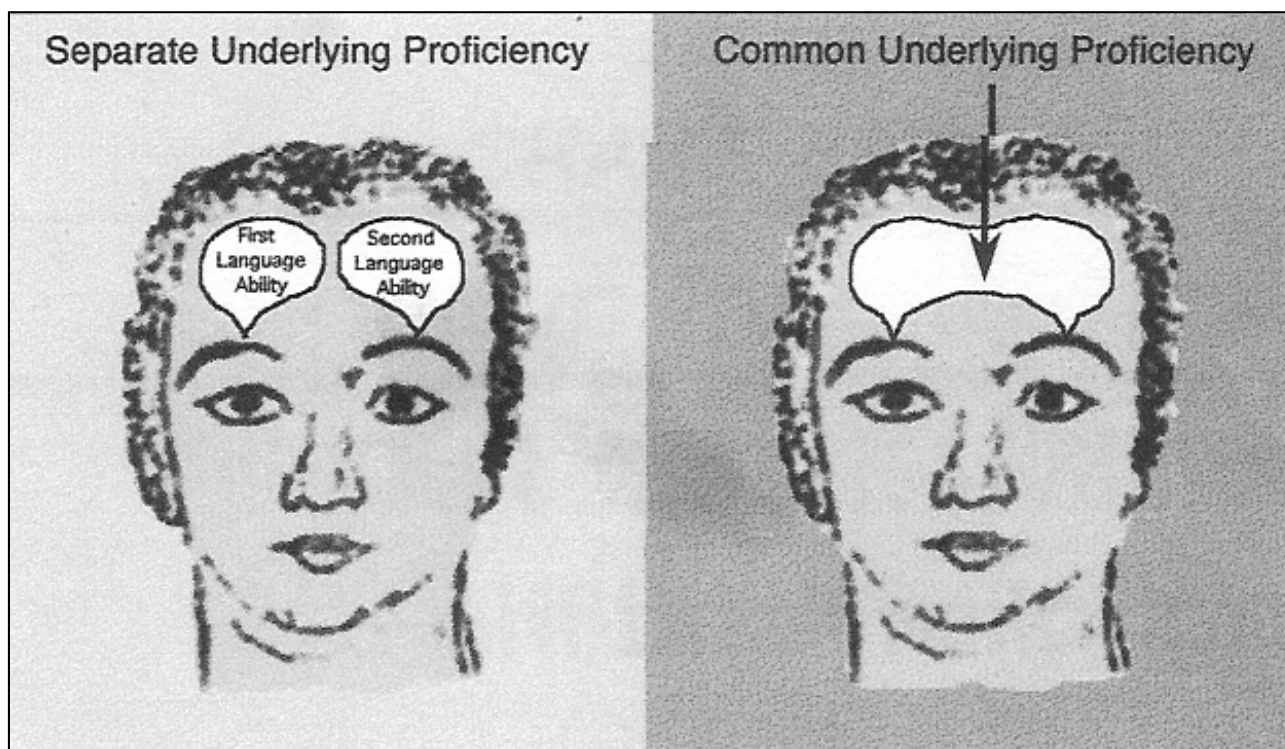 Separate Underlying Proficiency
Common Underlying Proficiency
First
Language
Ability
Second
Language
Ability